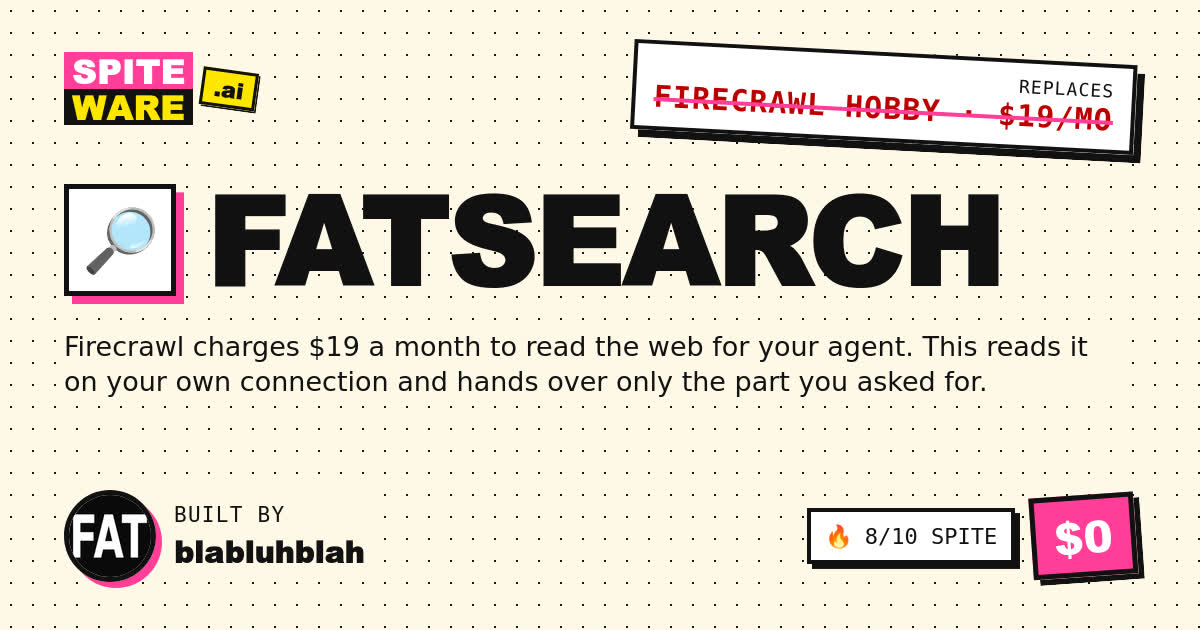 SPITE
WARE
.ai
REPLACES
FIRECRAWL HOBBY · $19/MO
FATSEARCH
Firecrawl charges $19 a month to read the web for your agent. This reads it
on your own connection and hands over only the part you asked for.
FAT
BUILT BY
blabluhblah
8/10 SPITE
$0